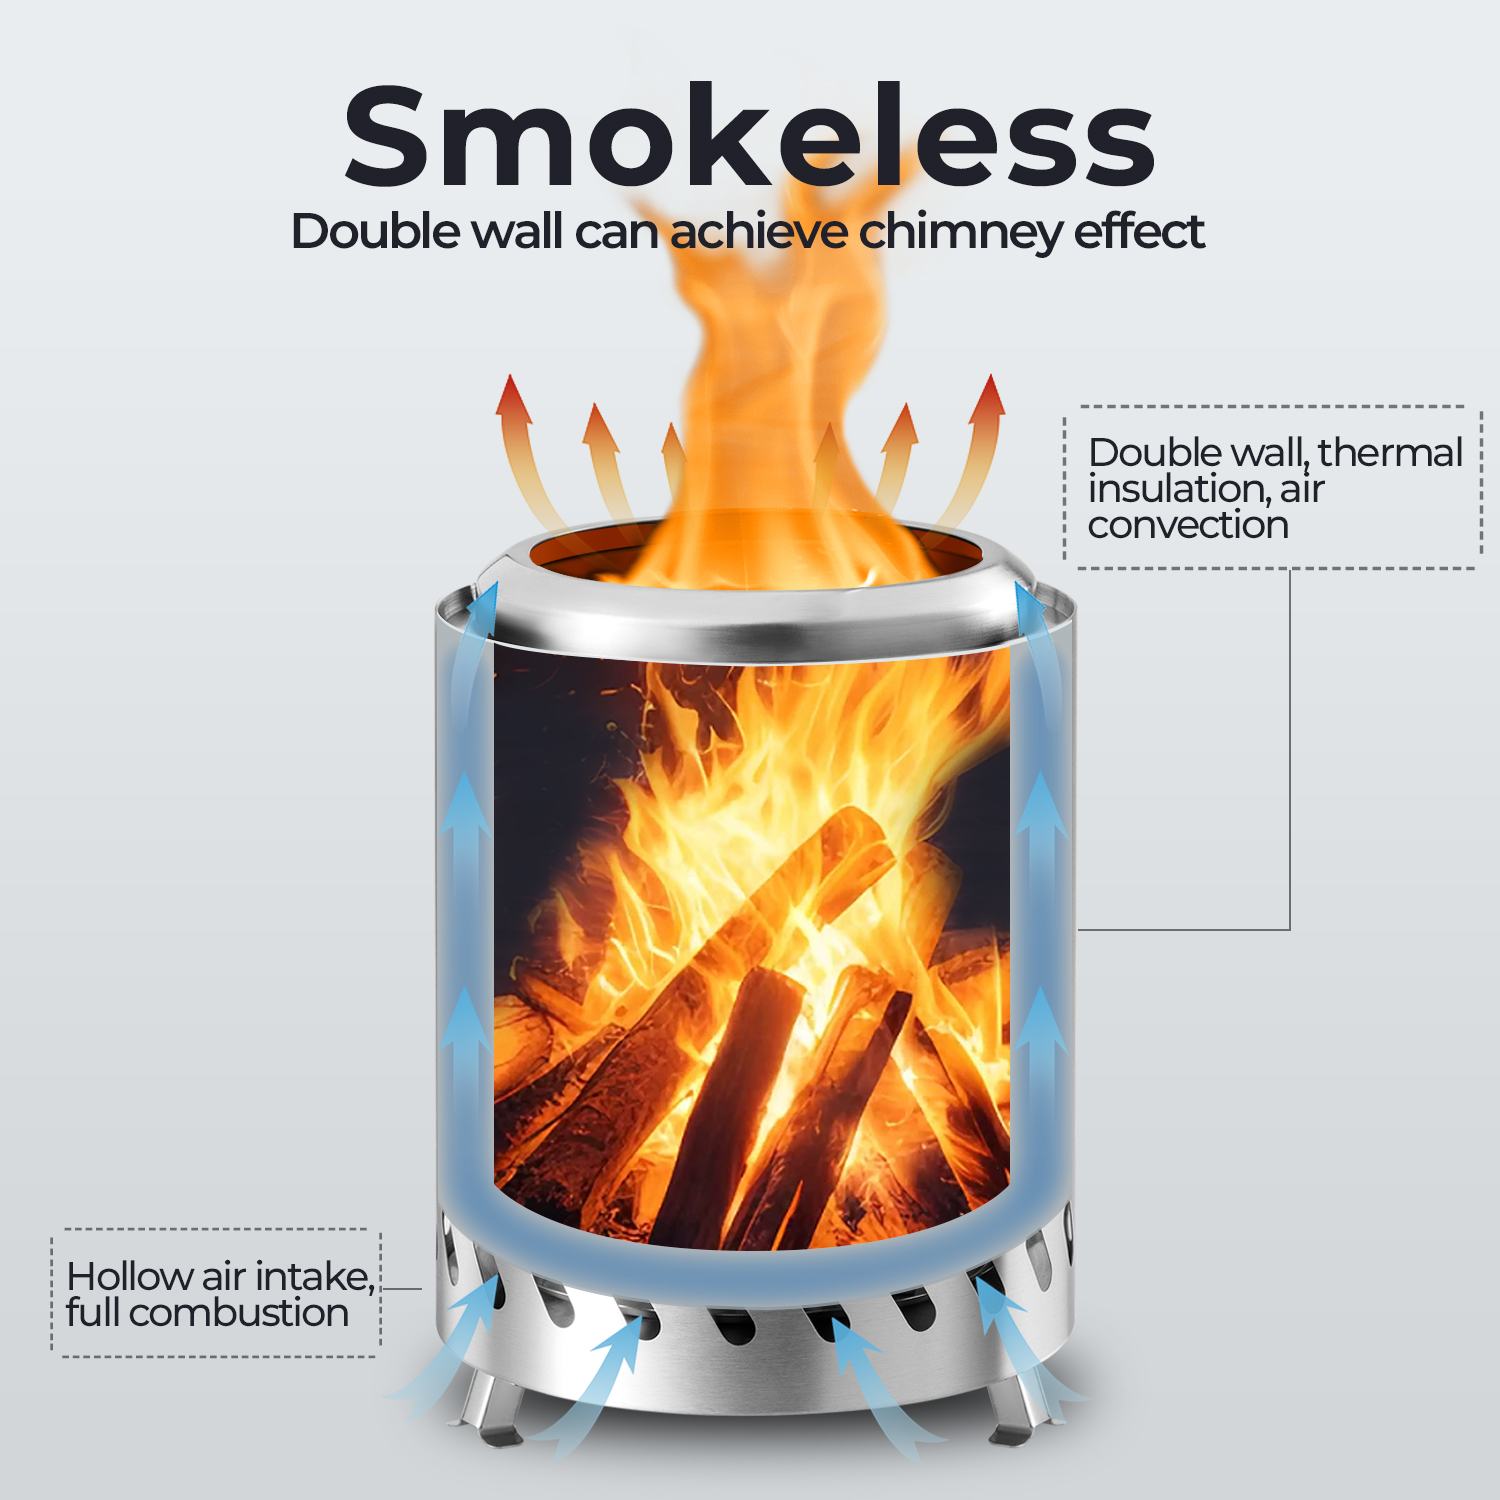 Smokeless
Double wall can achieve chimney effect
Double wall, thermal
insulation, air
convection
Hollow air intake,
full combustion